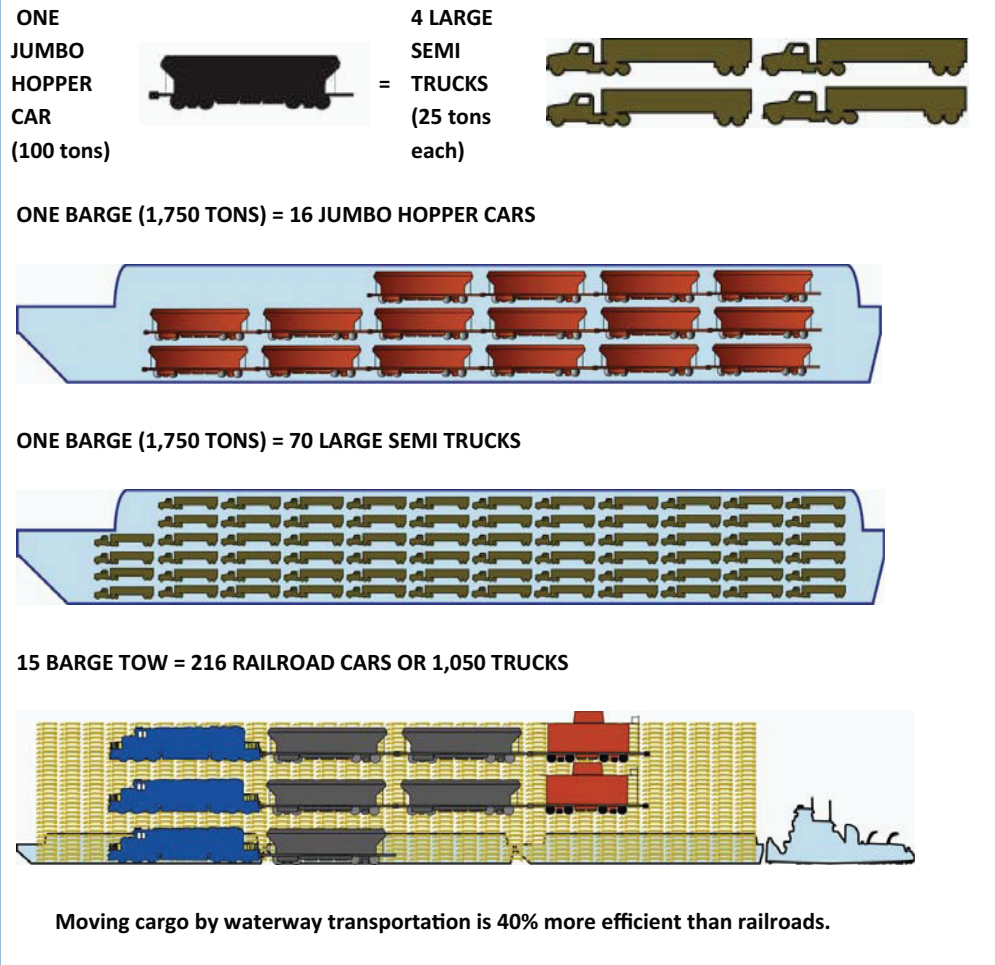 ONE
JUMBO
HOPPER
CAR
(100 tons)
=
4 LARGE
SEMI
TRUCKS
(25 tons
each)
ONE BARGE (1,750 TONS) = 16 JUMBO HOPPER CARS
ONE BARGE (1,750 TONS) = 70 LARGE SEMI TRUCKS
15 BARGE TOW = 216 RAILROAD CARS OR 1,050 TRUCKS
Moving cargo by waterway transportation is 40% more efficient than railroads.